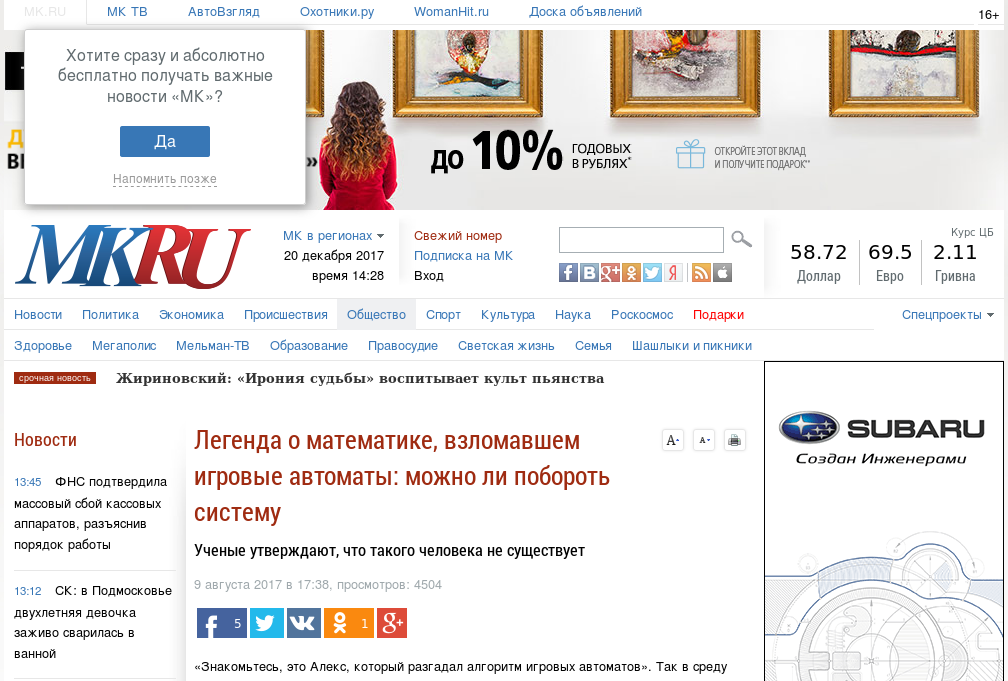 МК.RU
МК ТВ
АвтоВзгляд
Охотники.ру
WomanHit.ru
Доска объявлений
16+
Хотите сразу и абсолютно
бесплатно получать важные
новости «МК»?
Да
Напомнить позже
до 10% ГОДОВЫХ
В РУБЛЯХ*
ОТКРОЙТЕ ЭТОТ ВКЛАД
И ПОЛУЧИТЕ ПОДАРОК**
MKRU
МК в регионах
20 декабря 2017
время 14:28
Свежий номер
Подписка на МК
Вход
Курс ЦБ
58.72 69.5 2.11
Доллар Евро Гривна
Новости Политика Экономика Происшествия Общество Спорт Культура Наука Роскосмос Подарки Спецпроекты
Здоровье Мегаполис Мельман-ТВ Образование Правосудие Светская жизнь Семья Шашлыки и пикники
срочная новость Жириновский: «Ирония судьбы» воспитывает культ пьянства
Новости
13:45 ФНС подтвердила
массовый сбой кассовых
аппаратов, разъяснив
порядок работы
13:12 СК: в Подмосковье
двухлетняя девочка
заживо сварилась в
ванной
Легенда о математике, взломавшем
игровые автоматы: можно ли побороть
систему
Ученые утверждают, что такого человека не существует
9 августа 2017 в 17:38, просмотров: 4504
5
1
«Знакомьтесь, это Алекс, который разгадал алгоритм игровых автоматов». Так в среду
SUBARU
Создан Инженерами